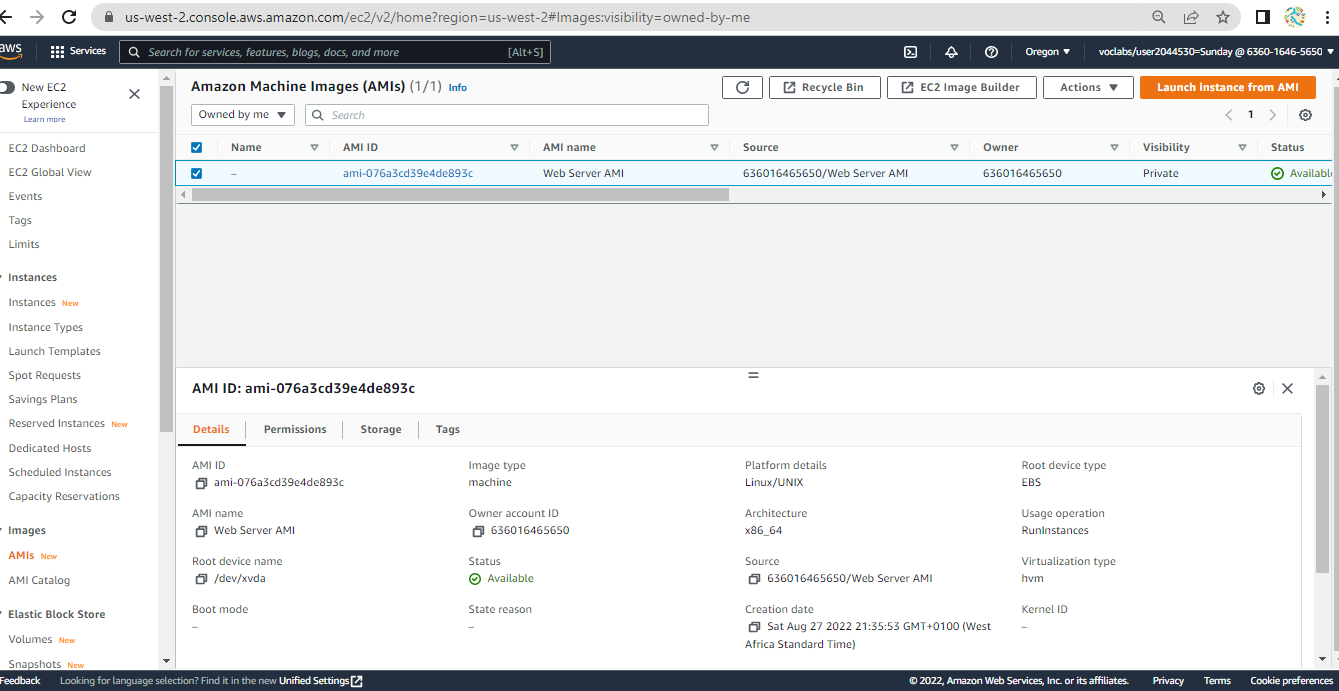 us-west-2.console.aws.amazon.com/ec2/v2/home?region=us-west-2#Images:visibility=owned-by-me
aws Services Search for services, features, blogs, docs, and more [Alt+S] Oregon voclabs/user2044530=Sunday @ 6360-1646-5650
New EC2
Experience
Learn more
EC2 Dashboard
EC2 Global View
Events
Tags
Limits
Instances
Instances New
Instance Types
Launch Templates
Spot Requests
Savings Plans
Reserved Instances New
Dedicated Hosts
Scheduled Instances
Capacity Reservations
Images
AMIs New
AMI Catalog
Elastic Block Store
Volumes New
Snapshots New
Amazon Machine Images (AMIs) (1/1) Info
Recycle Bin EC2 Image Builder Actions Launch instance from AMI
Owned by me Search 1
Name AMI ID AMI name Source Owner Visibility Status
– ami-076a3cd39e4de893c Web Server AMI 636016465650/Web Server AMI 636016465650 Private Available
AMI ID: ami-076a3cd39e4de893c
Details Permissions Storage Tags
AMI ID Image type Platform details Root device type
ami-076a3cd39e4de893c machine Linux/UNIX EBS
AMI name Owner account ID Architecture Usage operation
Web Server AMI 636016465650 x86_64 RunInstances
Root device name Status Source Virtualization type
/dev/xvda Available 636016465650/Web Server AMI hvm
Boot mode State reason Creation date Kernel ID
– – Sat Aug 27 2022 21:35:53 GMT+0100 (West –
Africa Standard Time)
Feedback Looking for language selection? Find it in the new Unified Settings © 2022, Amazon Web Services, Inc. or its affiliates. Privacy Terms Cookie preferences